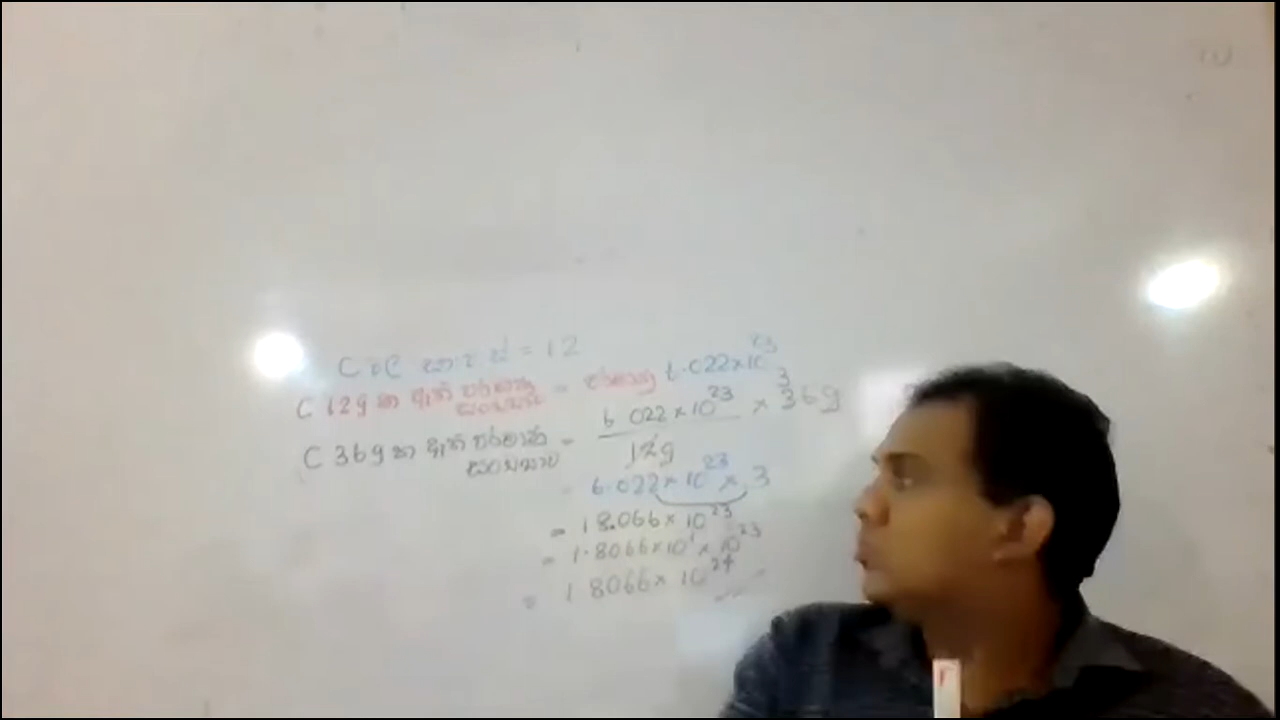 C වල සා.ප.ස් = 12
C 12g ක ඇති පරමාණු සංඛ්‍යාව = පරමාණු 6.022×10²³
C 36g ක ඇති පරමාණු සංඛ්‍යාව = 6.022×10²³ / 12g × 36g
= 6.022×10²³ × 3
= 18.066×10²³
= 1.8066×10¹×10²³
= 1.8066×10²⁴